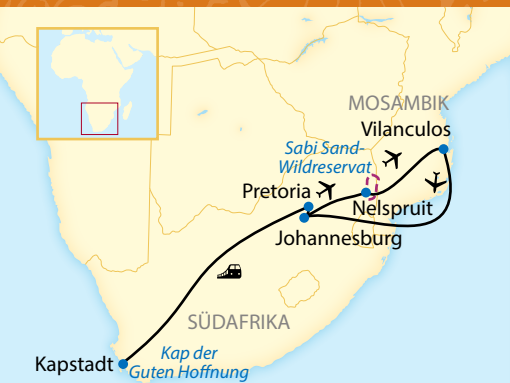 MOSAMBIK
Vilanculos
Sabi Sand-
Wildreservat
Pretoria
Nelspruit
Johannesburg
SÜDAFRIKA
Kapstadt
Kap der
Guten Hoffnung